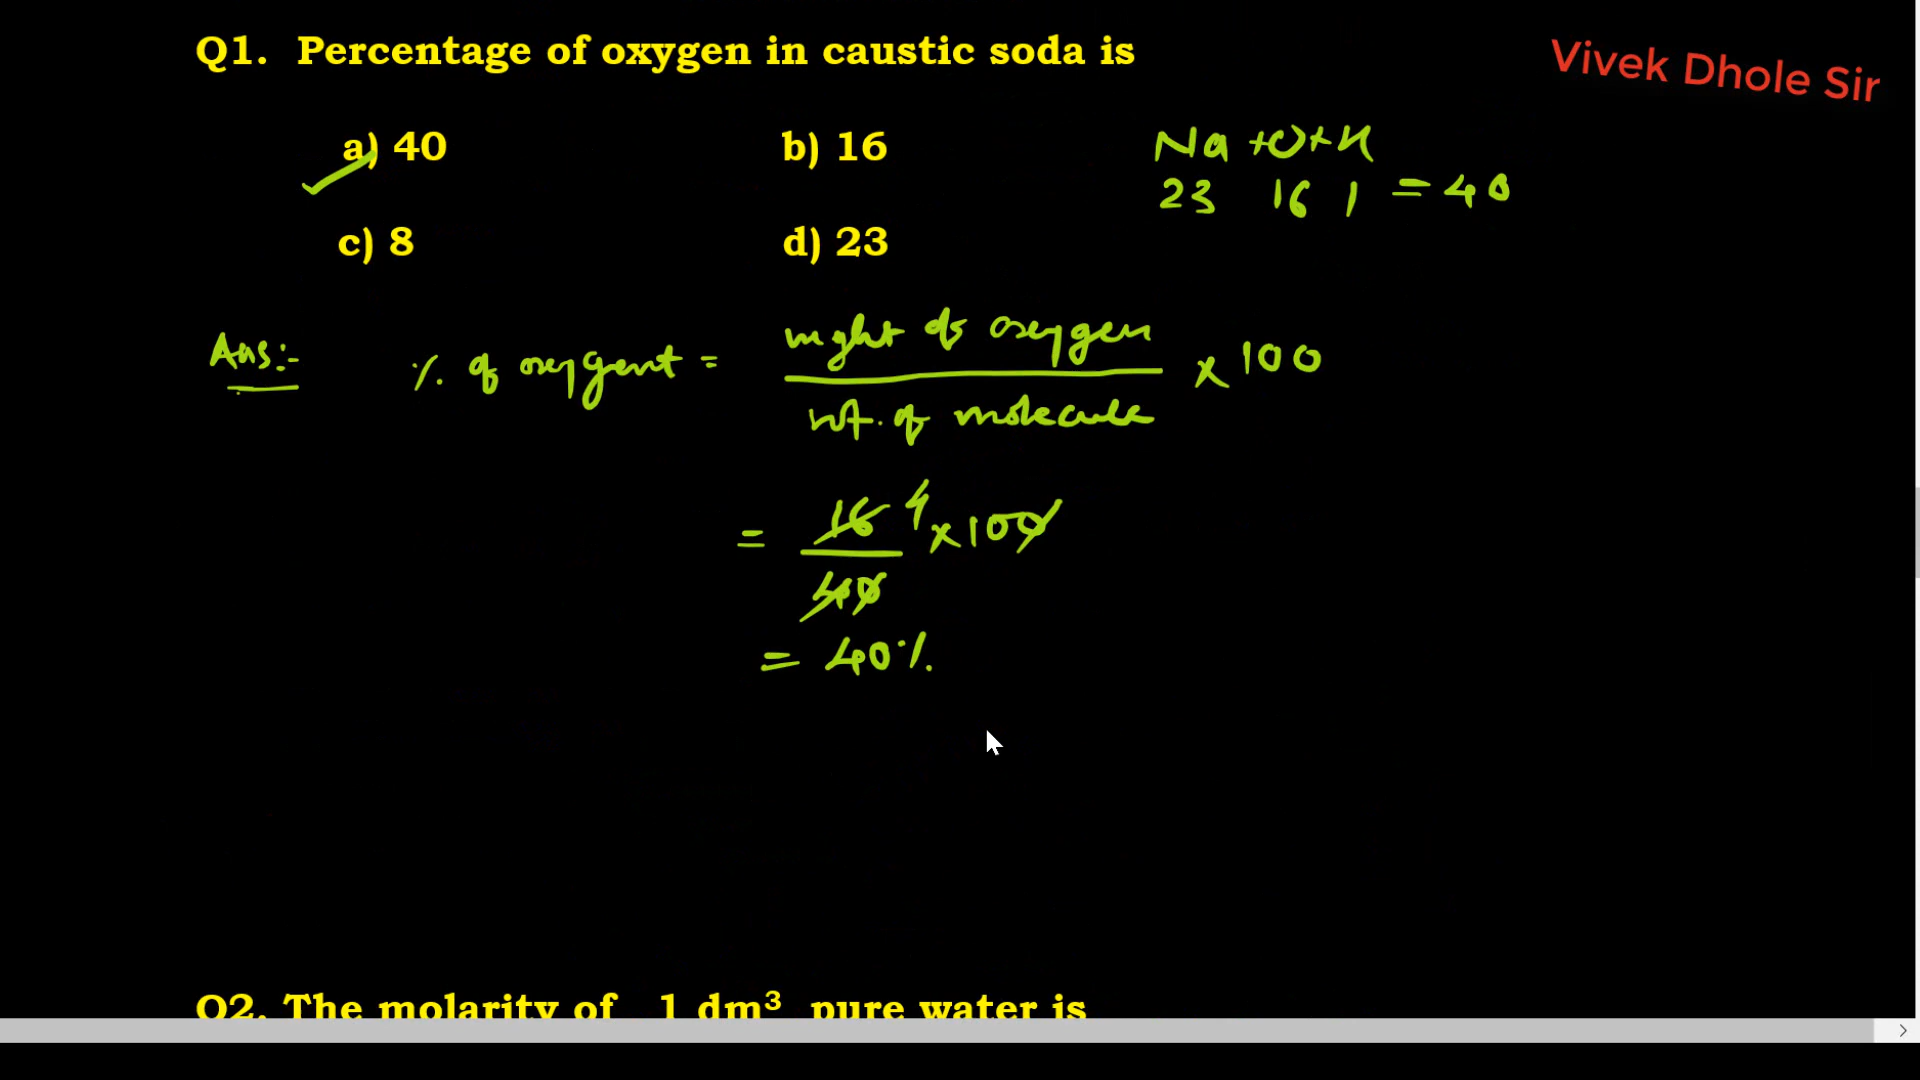 Q1. Percentage of oxygen in caustic soda is
Vivek Dhole Sir
a) 40 b) 16
Na + O + H
23 16 1 = 40
c) 8 d) 23
Ans:- % of oxygent = weight of oxygen / wt. of molecule x 100
= 16 / 40 4 x 100
= 40%.
Q2. The molarity of 1 dm³ pure water is